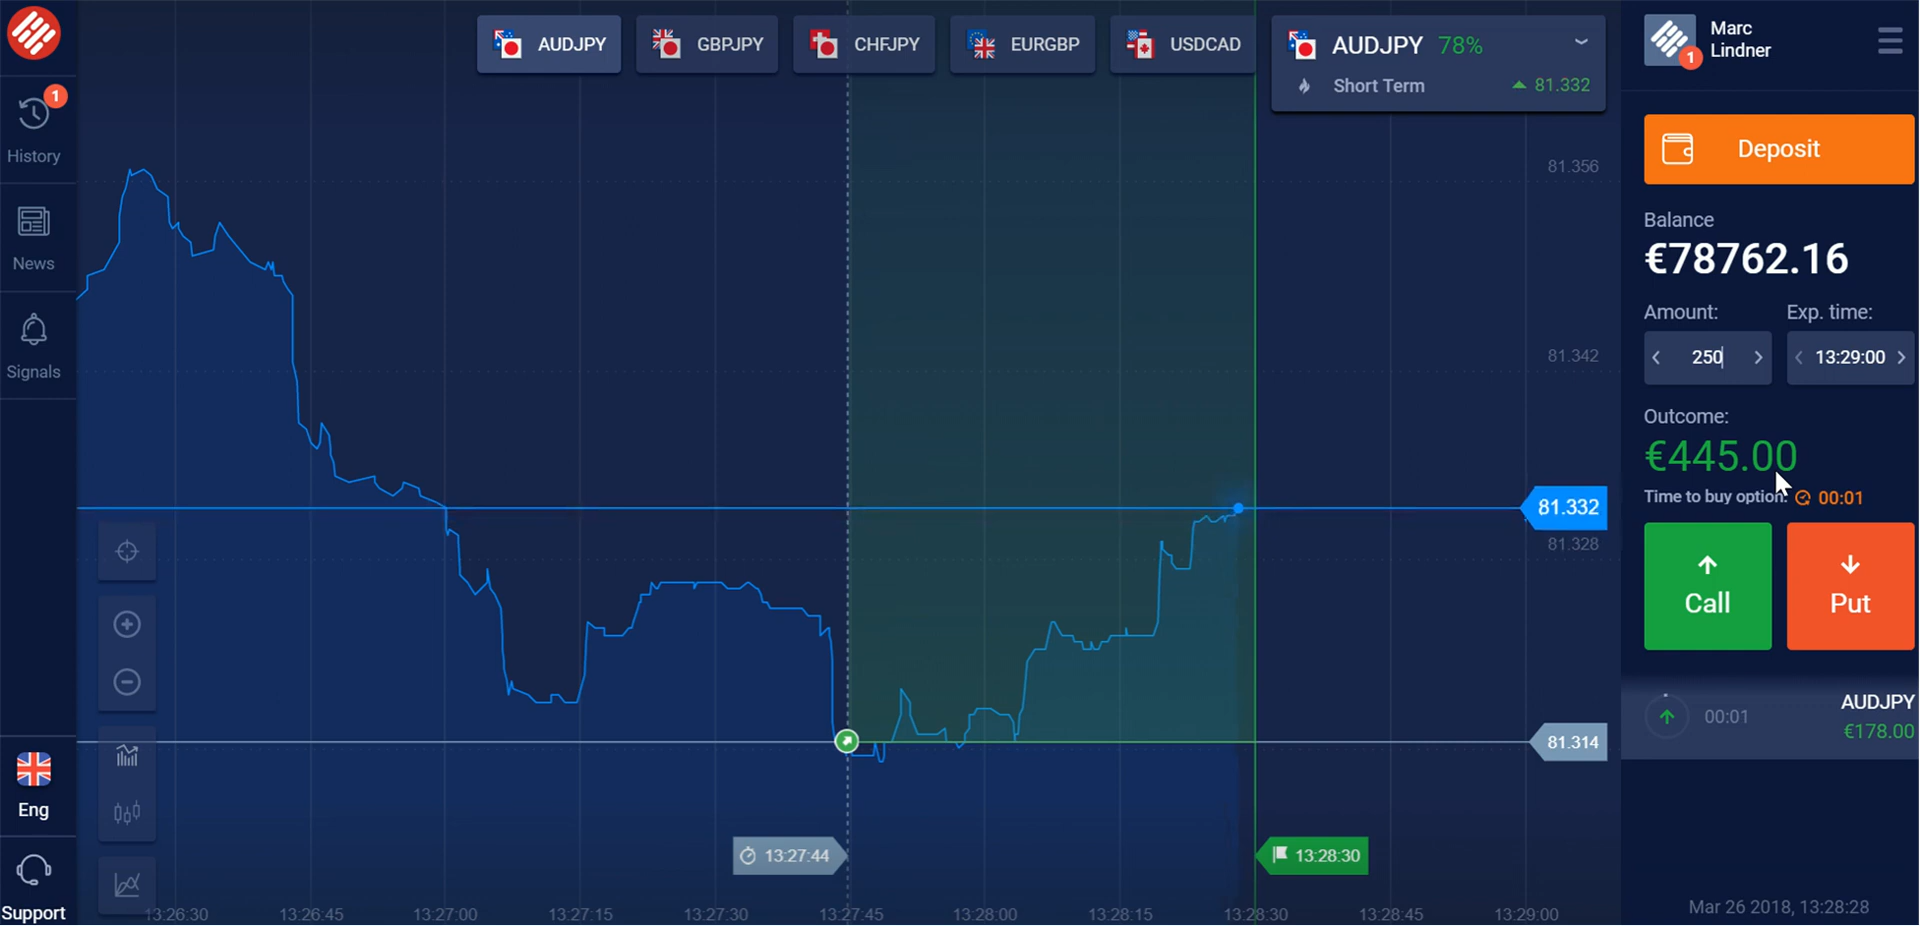 AUDJPY
GBPJPY
CHFJPY
EURGBP
USDCAD
AUDJPY 78%
Short Term 81.332
Marc
Lindner
1
1
History
News
Signals
Eng
Support
81.356
81.342
81.332
81.328
81.314
13:27:44
13:28:30
13:26:30
13:26:45
13:27:00
13:27:15
13:27:30
13:27:45
13:28:00
13:28:15
13:28:30
13:28:45
13:29:00
Deposit
Balance
€78762.16
Amount: Exp. time:
250 13:29:00
Outcome:
€445.00
Time to buy option: 00:01
Call
Put
00:01
AUDJPY
€178.00
Mar 26 2018, 13:28:28